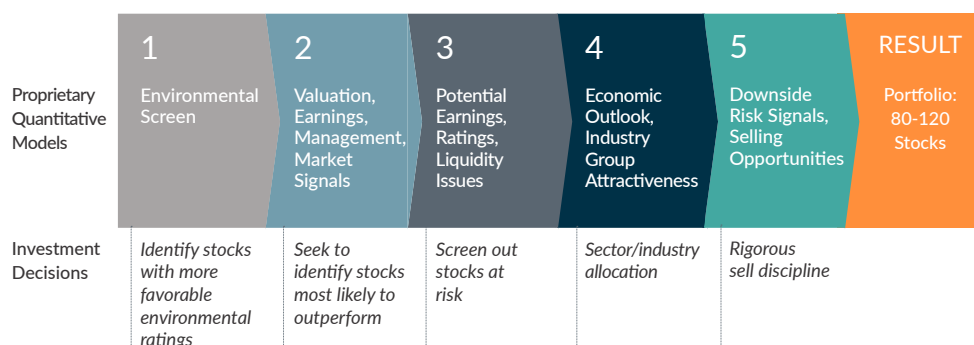 Proprietary
Quantitative
Models
1
Environmental
Screen
2
Valuation,
Earnings,
Management,
Market
Signals
3
Potential
Earnings,
Ratings,
Liquidity
Issues
4
Economic
Outlook,
Industry
Group
Attractiveness
5
Downside
Risk Signals,
Selling
Opportunities
RESULT
Portfolio:
80-120
Stocks
Investment
Decisions
Identify stocks
with more
favorable
environmental
ratings
Seek to
identify stocks
most likely to
outperform
Screen out
stocks at
risk
Sector/industry
allocation
Rigorous
sell discipline